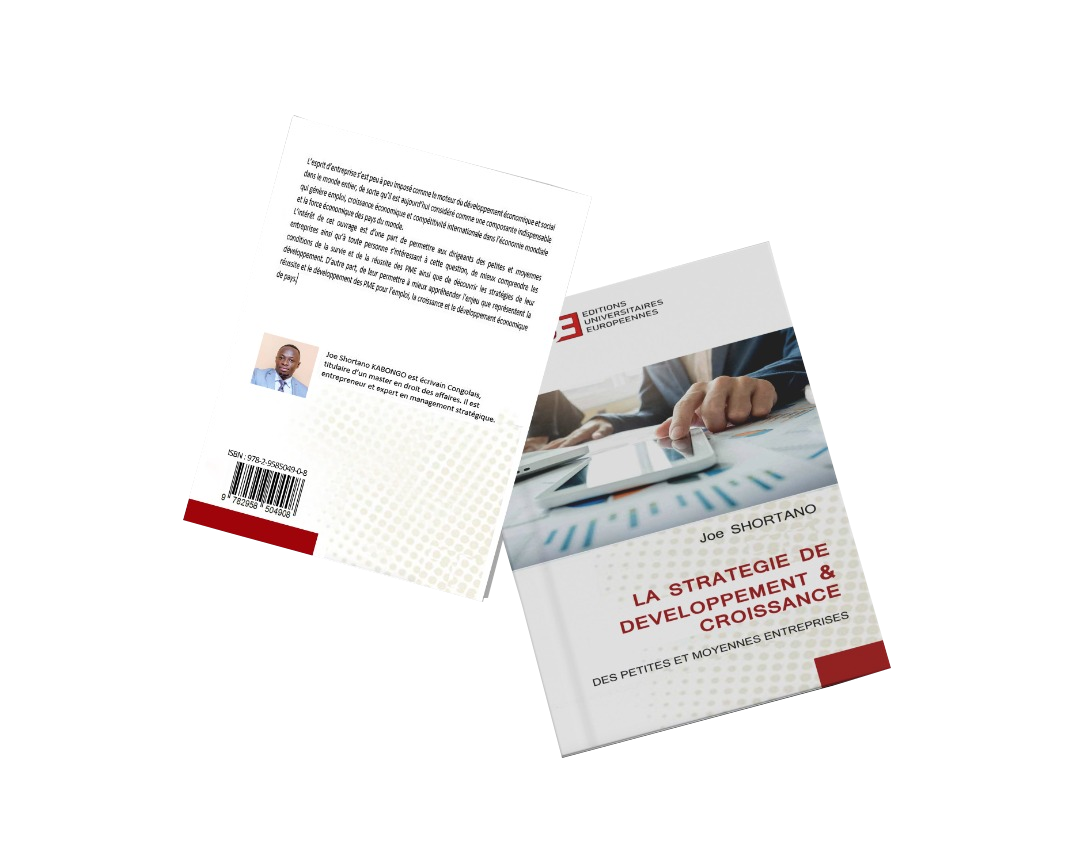 L'esprit d'entreprise s'est peu à peu imposé comme le moteur du développement économique et social
dans le monde entier, de sorte qu'il est aujourd'hui considéré comme une composante indispensable
qui génère emploi, croissance économique et compétitivité internationale dans l'économie mondiale
et la force économique des pays du monde.
L'intérêt de cet ouvrage est d'une part de permettre aux dirigeants des petites et moyennes
entreprises ainsi qu'à toute personne s'intéressant à cette question, de mieux comprendre les
conditions de la survie et de la réussite des PME ainsi que de découvrir les stratégies de leur
développement. D'autre part, de leur permettre à mieux appréhender l'enjeu que représentent la
réussite et le développement des PME pour l'emploi, la croissance et le développement économique
de pays.
Joe Shortano KABONGO est écrivain Congolais,
titulaire d'un master en droit des affaires. Il est
entrepreneur et expert en management stratégique.
ISBN : 978-2-9585049-0-8
9 782958 504908
EDITIONS
UNIVERSITAIRES
EUROPEENNES
Joe SHORTANO
LA STRATEGIE DE
DEVELOPPEMENT &
CROISSANCE
DES PETITES ET MOYENNES ENTREPRISES